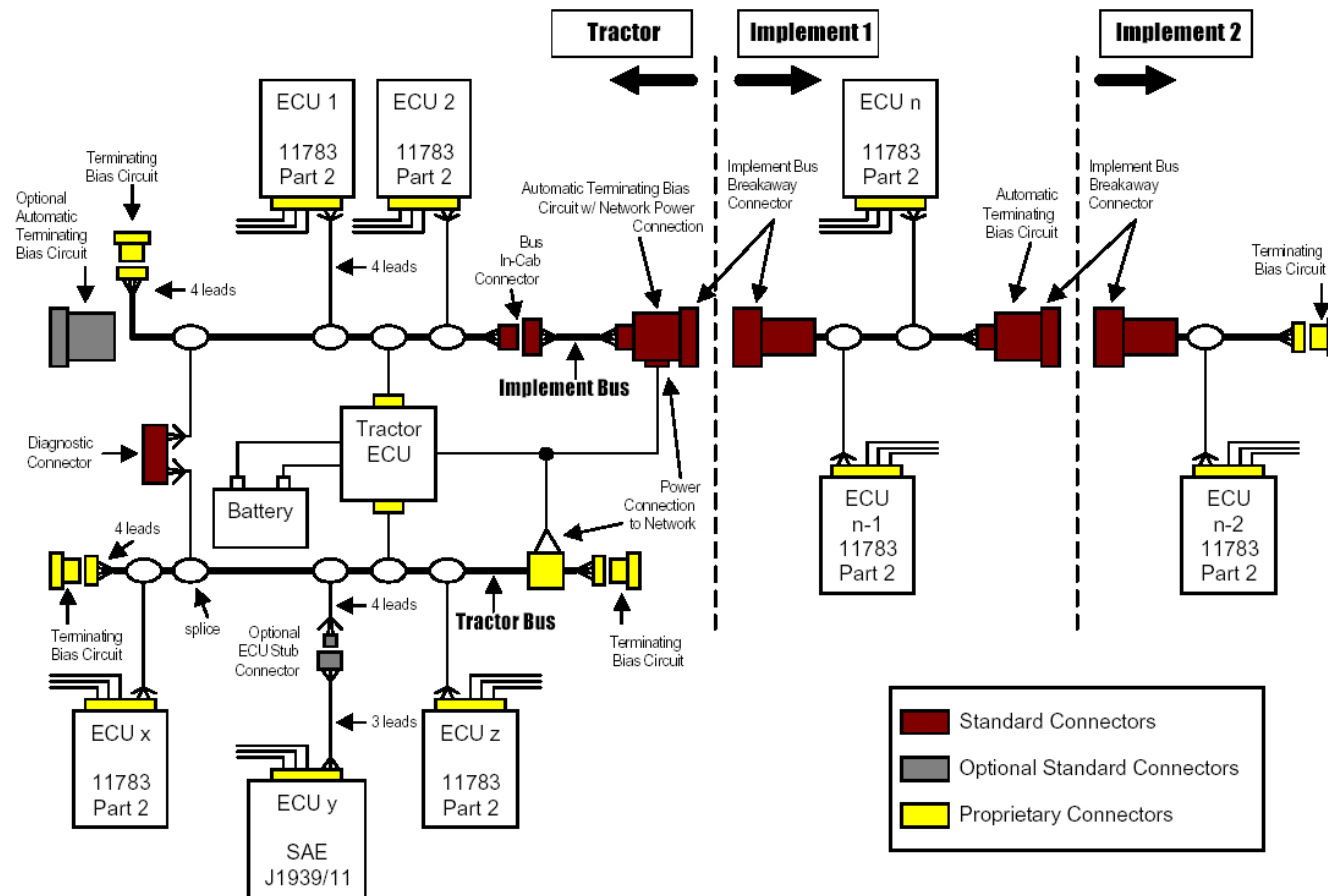 Tractor
Implement 1
Implement 2
ECU 1
11783
Part 2
ECU 2
11783
Part 2
ECU n
11783
Part 2
Terminating
Bias Circuit
Optional
Automatic
Terminating
Bias Circuit
4 leads
4 leads
Bus
In-Cab
Connector
Automatic Terminating Bias
Circuit w/ Network Power
Connection
Implement Bus
Breakaway
Connector
Automatic
Terminating
Bias Circuit
Implement Bus
Breakaway
Connector
Terminating
Bias Circuit
Implement Bus
Diagnostic
Connector
Tractor
ECU
Battery
Power
Connection
to Network
ECU
n-1
11783
Part 2
ECU
n-2
11783
Part 2
4 leads
Terminating
Bias Circuit
splice
4 leads
Tractor Bus
Optional
ECU Stub
Connector
Terminating
Bias Circuit
3 leads
ECU x
11783
Part 2
ECU y
SAE
J1939/11
ECU z
11783
Part 2
Standard Connectors
Optional Standard Connectors
Proprietary Connectors